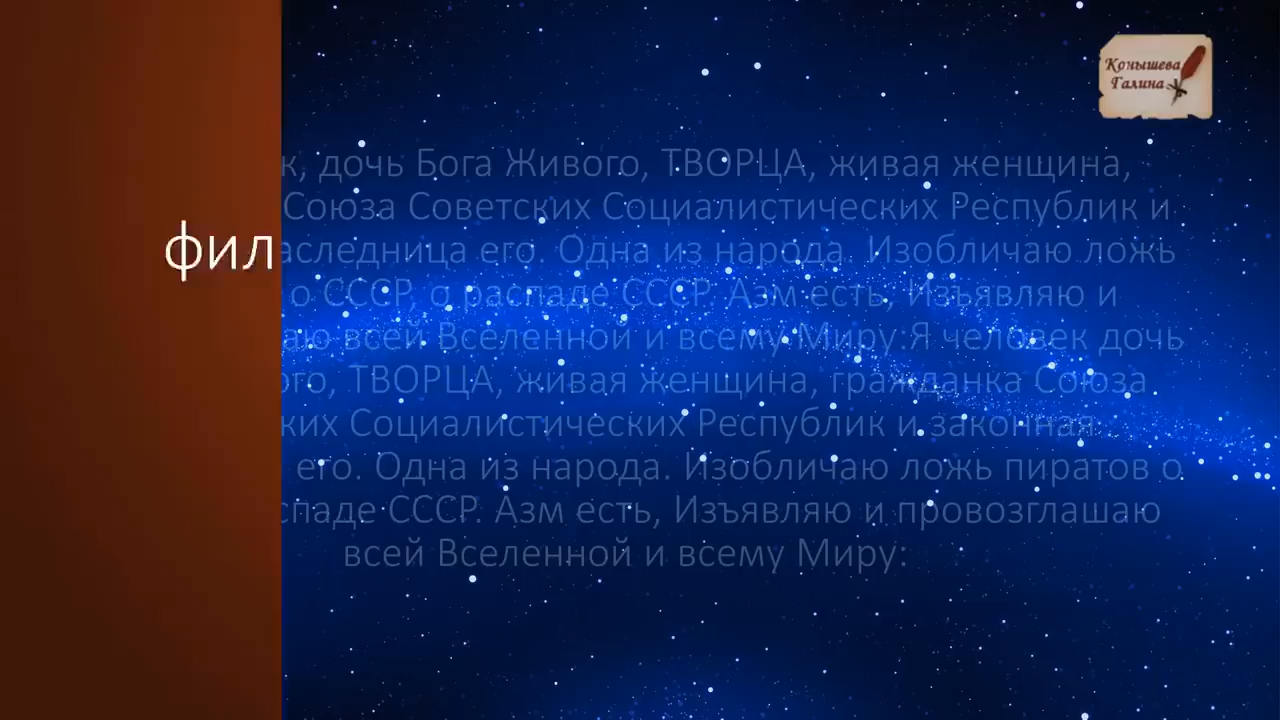 Конышева
Галина
к, дочь Бога Живого, ТВОРЦА, живая женщина,
Союза Советских Социалистических Республик и
фил
аследница его. Одна из народа. Изобличаю ложь
о СССР, о распаде СССР. Азм есть, Изъявляю и
аю всей Вселенной и всему Миру:Я человек дочь
ого, ТВОРЦА, живая женщина, гражданка Союза
ких Социалистических Республик и законная
его. Одна из народа. Изобличаю ложь пиратов о
спаде СССР. Азм есть, Изъявляю и провозглашаю
всей Вселенной и всему Миру: